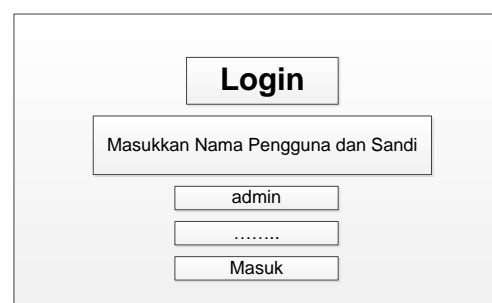 Login
Masukkan Nama Pengguna dan Sandi
admin
........
Masuk